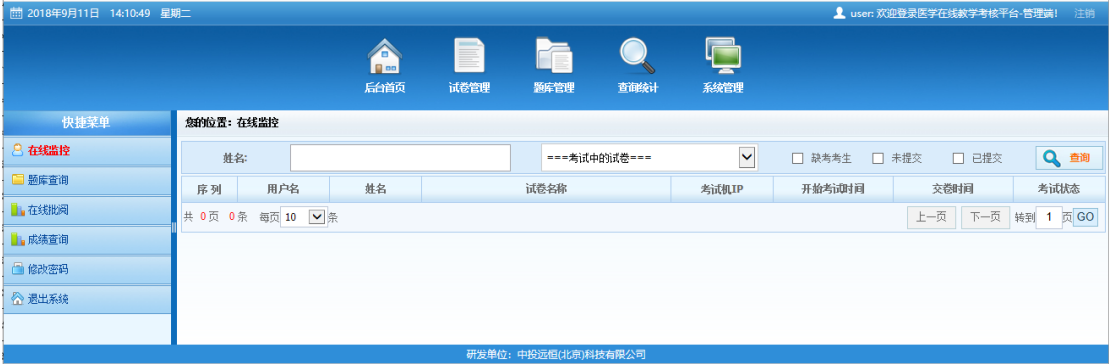 2018年9月11日 14:10:49 星期二 user: 欢迎登录医学在线教学考核平台-管理端! 注销
后台首页 试卷管理 题库管理 查询统计 系统管理
快捷菜单
您的位置：在线监控
在线监控
姓名: ===考试中的试卷=== 缺考考生 未提交 已提交 查询
题库查询
序列 用户名 姓名 试卷名称 考试机IP 开始考试时间 交卷时间 考试状态
在线批阅
共 0 页 0 条 每页 10 条 上一页 下一页 转到 1 页 GO
成绩查询
修改密码
退出系统
研发单位：中投远恒(北京)科技有限公司